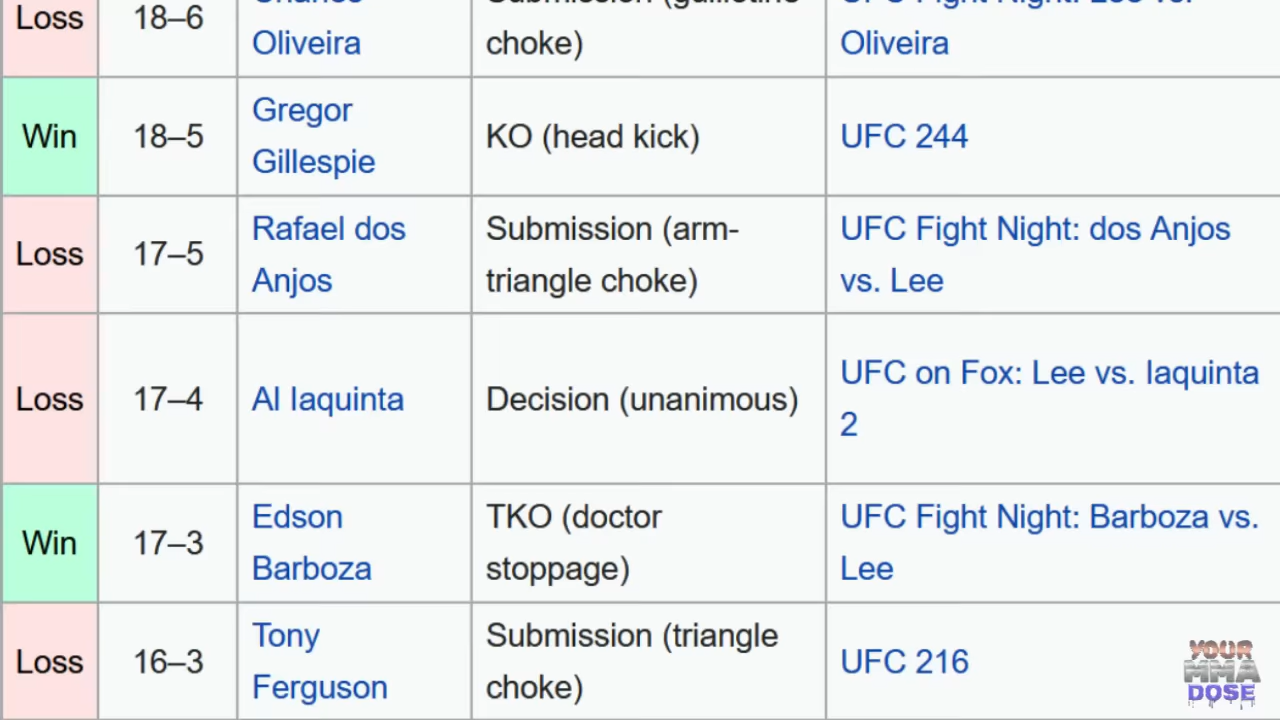 Loss 18–6 Charles Submission (guillotine UFC Fight Night: Lee vs.
Oliveira choke) Oliveira
Win 18–5 Gregor Gillespie KO (head kick) UFC 244
Loss 17–5 Rafael dos Submission (arm- UFC Fight Night: dos Anjos
Anjos triangle choke) vs. Lee
Loss 17–4 Al Iaquinta Decision (unanimous) UFC on Fox: Lee vs. Iaquinta
2
Win 17–3 Edson TKO (doctor UFC Fight Night: Barboza vs.
Barboza stoppage) Lee
Loss 16–3 Tony Submission (triangle UFC 216
Ferguson choke)
YOUR
MMA
DOSE